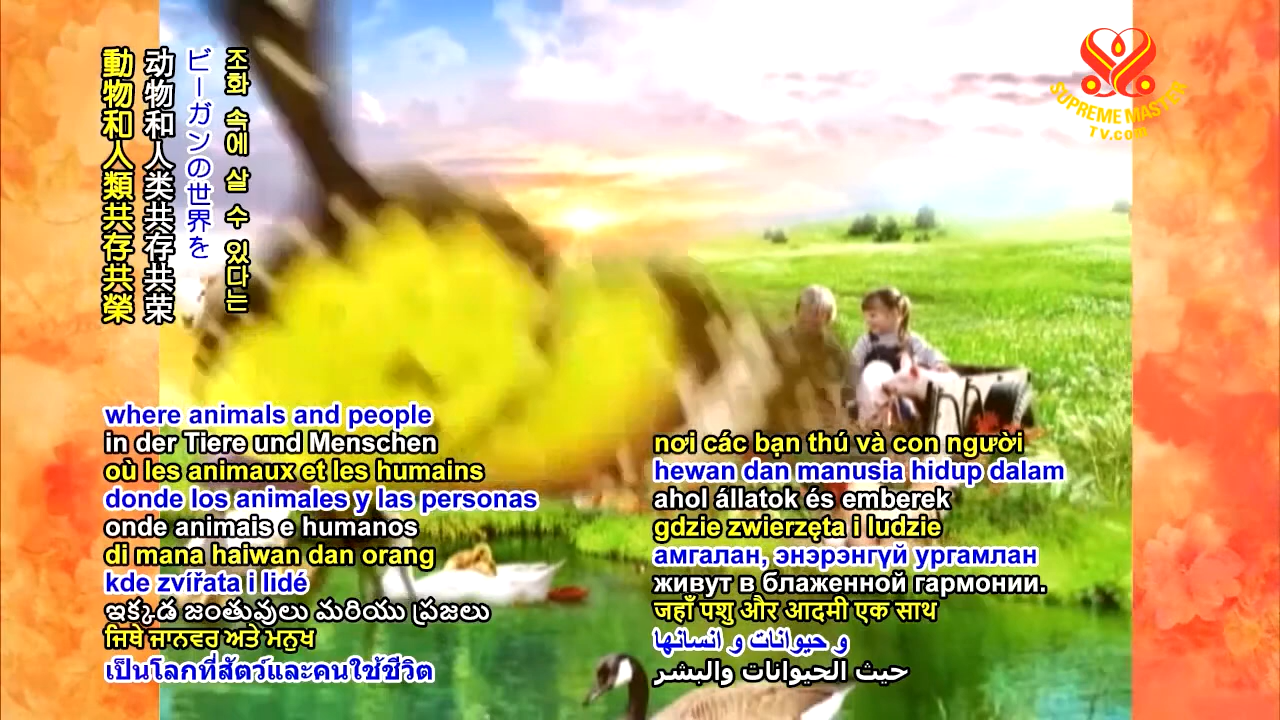 動物和人類共存共榮
动物和人类共存共荣
ビーガンの世界を
조화 속에 살 수 있다는
SUPREME MASTER
TV.com
where animals and people
in der Tiere und Menschen
où les animaux et les humains
donde los animales y las personas
onde animais e humanos
di mana haiwan dan orang
kde zvířata i lidé
ఇక్కడ జంతువులు మరియు ప్రజలు
ਜਿਥੇ ਜਾਨਵਰ ਅਤੇ ਮਨੁਖ
เป็นโลกที่สัตว์และคนใช้ชีวิต
nơi các bạn thú và con người
hewan dan manusia hidup dalam
ahol állatok és emberek
gdzie zwierzęta i ludzie
амгалан, энэрэнгүй ургамлан
живут в блаженной гармонии.
जहाँ पशु और आदमी एक साथ
و حیوانات و انسانها
حيث الحيوانات والبشر